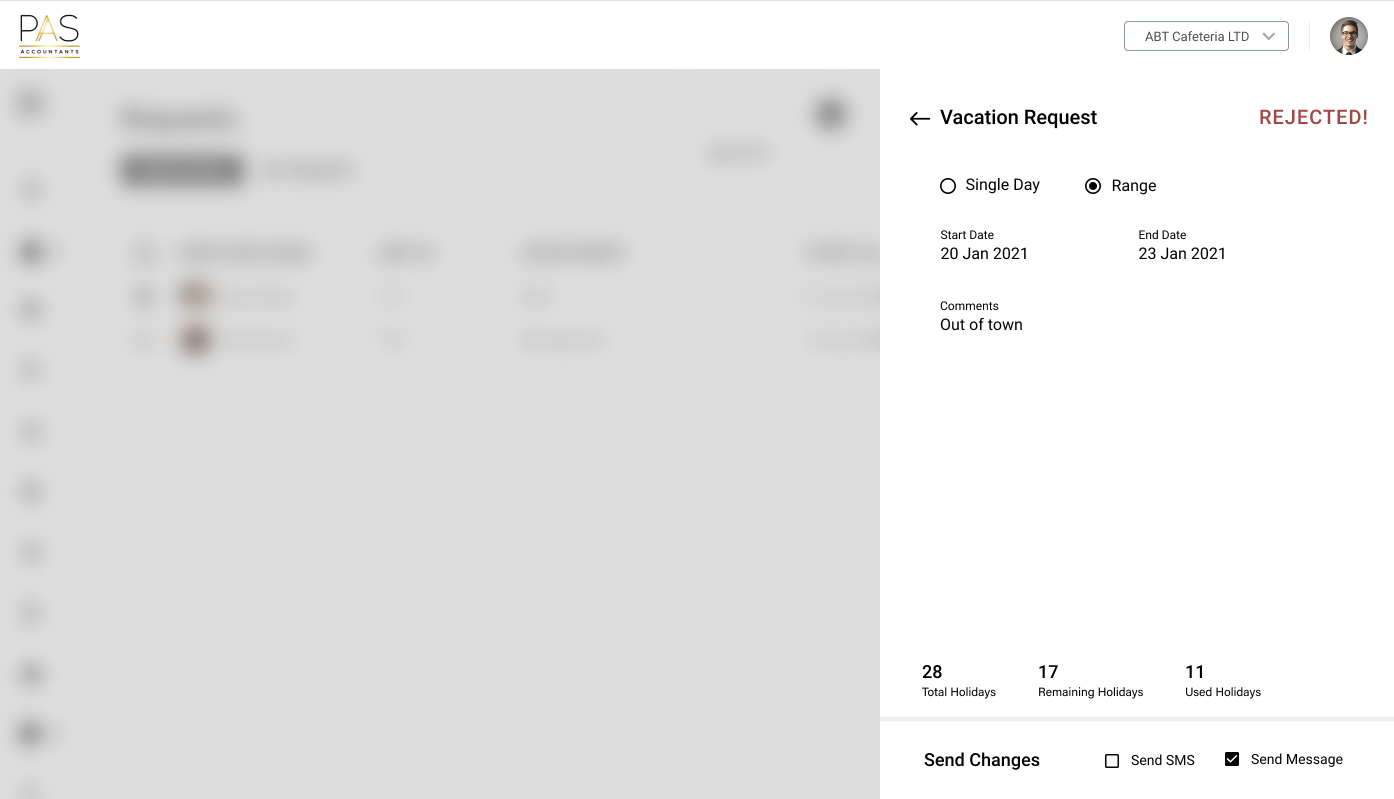 PAS
ACCOUNTANTS
ABT Cafeteria LTD
Requests
Vacation Request
REJECTED!
Single Day
Range
Start Date
End Date
20 Jan 2021
23 Jan 2021
Comments
Out of town
28
17
11
Total Holidays
Remaining Holidays
Used Holidays
Send Changes
Send SMS
Send Message